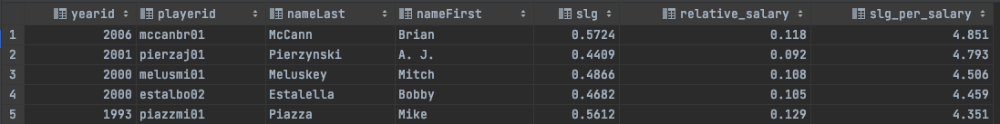 yearid playerid nameLast nameFirst slg relative_salary slg_per_salary
1 2006 mccanbr01 McCann Brian 0.5724 0.118 4.851
2 2001 pierzaj01 Pierzynski A. J. 0.4409 0.092 4.793
3 2000 melusmi01 Meluskey Mitch 0.4866 0.108 4.506
4 2000 estalbo02 Estalella Bobby 0.4682 0.105 4.459
5 1993 piazzmi01 Piazza Mike 0.5612 0.129 4.351